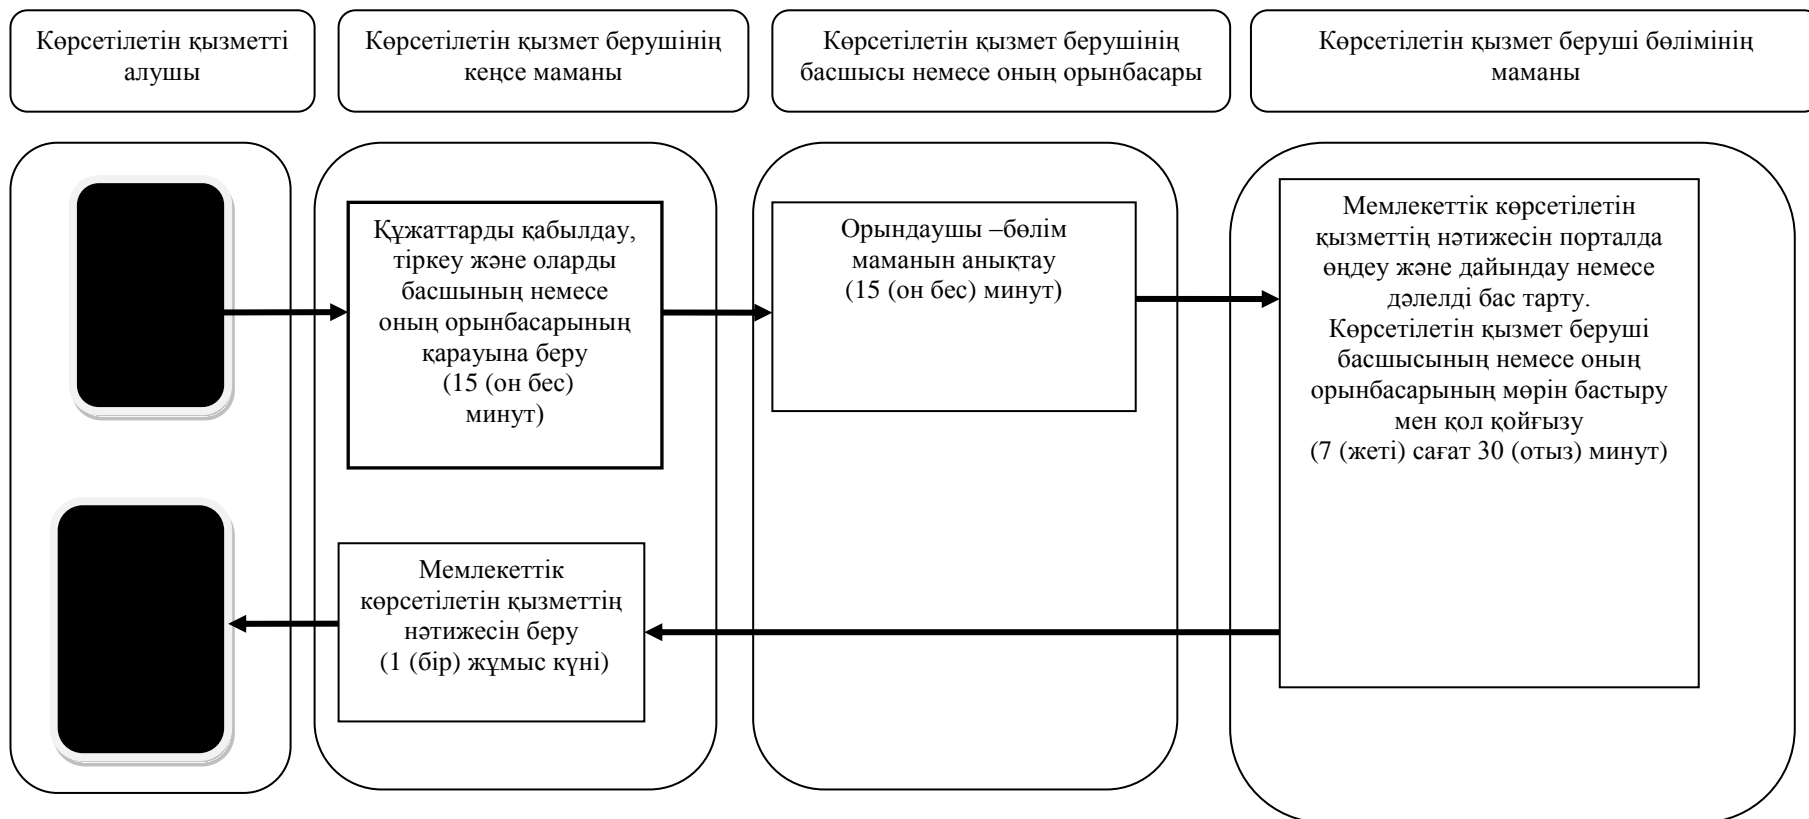 Көрсетілетін қызметті
алушы
Көрсетілетін қызмет берушінің
кеңсе маманы
Көрсетілетін қызмет берушінің
басшысы немесе оның орынбасары
Көрсетілетін қызмет беруші бөлімінің
маманы
Құжаттарды қабылдау,
тіркеу және оларды
басшының немесе
оның орынбасарының
қарауына беру
(15 (он бес)
минут)
Орындаушы –бөлім
маманын анықтау
(15 (он бес) минут)
Мемлекеттік көрсетілетін
қызметтің нәтижесін порталда
өңдеу және дайындау немесе
дәлелді бас тарту.
Көрсетілетін қызмет беруші
басшысының немесе оның
орынбасарының мөрін бастыру
мен қол қойғызу
(7 (жеті) сағат 30 (отыз) минут)
Мемлекеттік
көрсетілетін қызметтің
нәтижесін беру
(1 (бір) жұмыс күні)